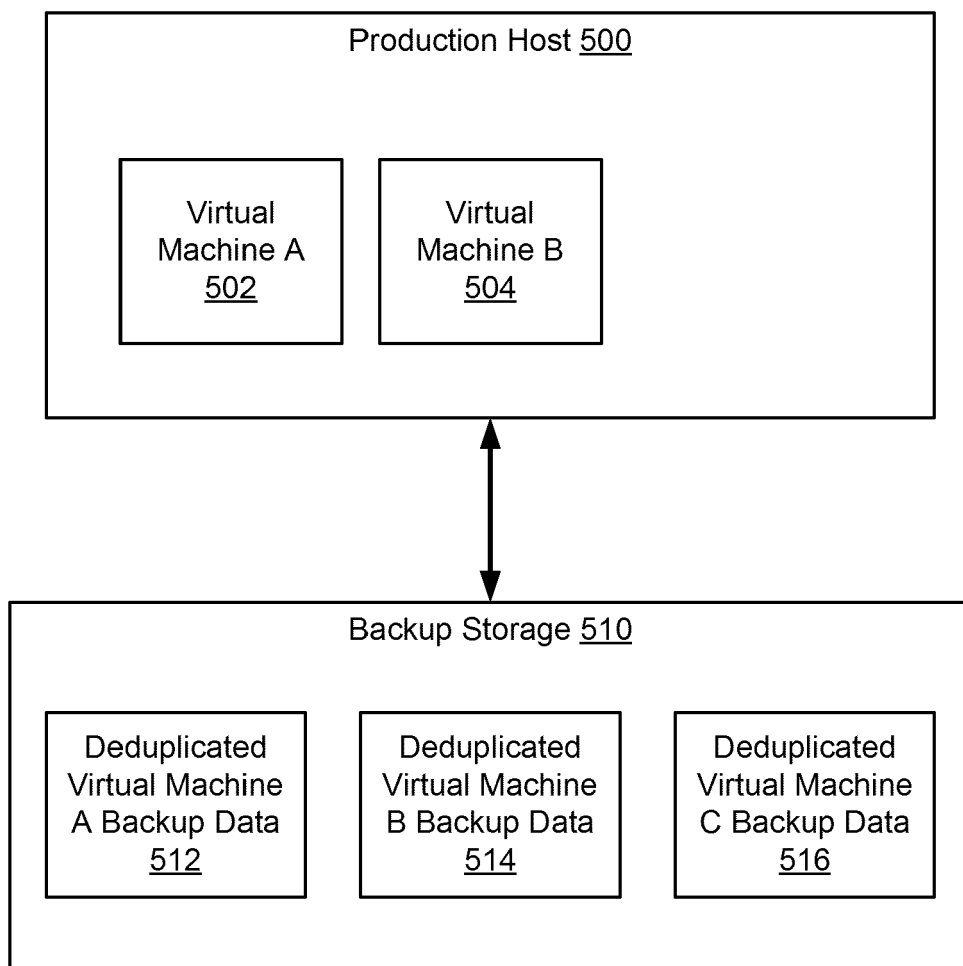 Production Host 500
Virtual
Machine A
502
Virtual
Machine B
504
Backup Storage 510
Deduplicated
Virtual Machine
A Backup Data
512
Deduplicated
Virtual Machine
B Backup Data
514
Deduplicated
Virtual Machine
C Backup Data
516